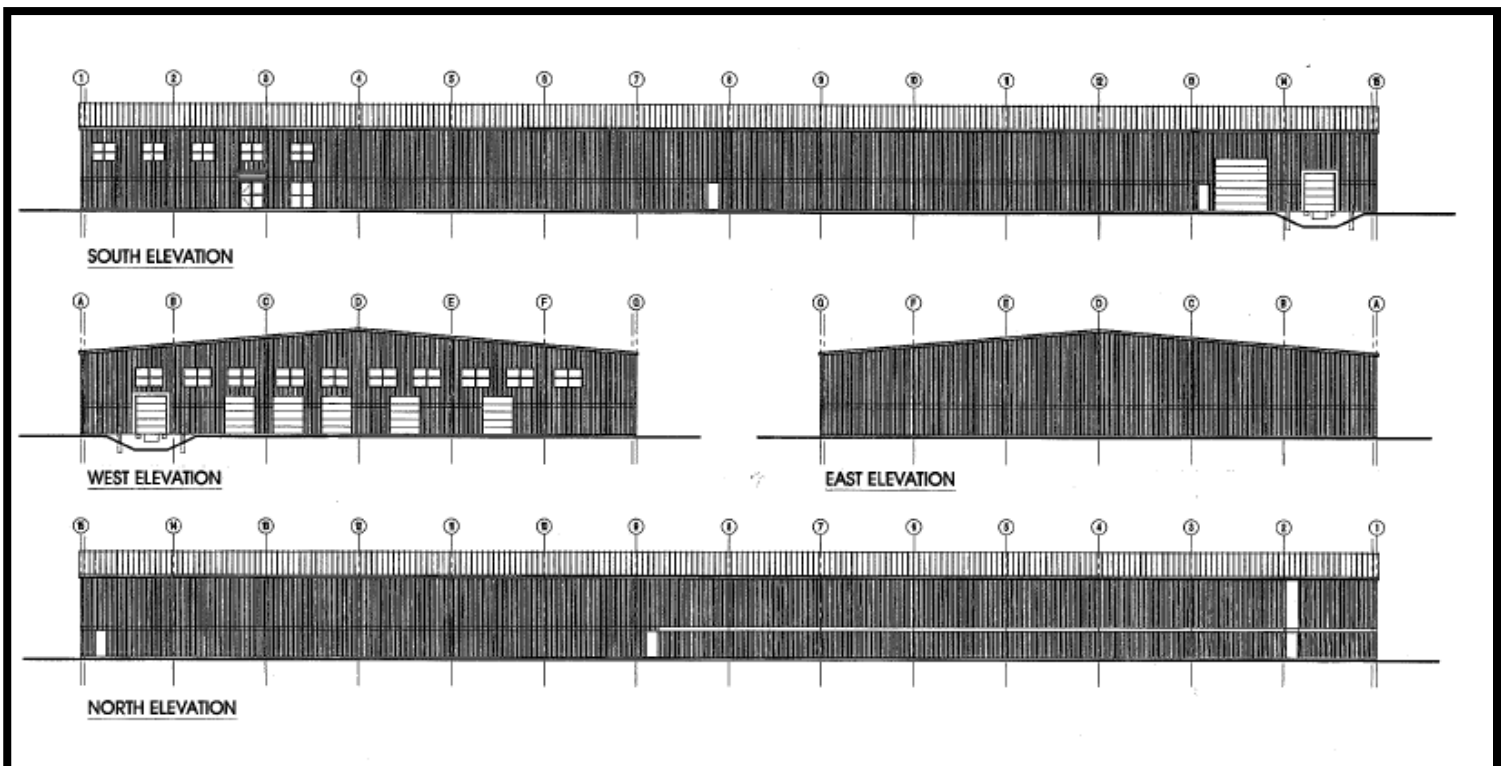 1 2 3 4 5 6 7 8 9 10 11 12 13 14 15
SOUTH ELEVATION
A B C D E F G
G F E D C B A
WEST ELEVATION
EAST ELEVATION
15 14 13 12 11 10 9 8 7 6 5 4 3 2 1
NORTH ELEVATION